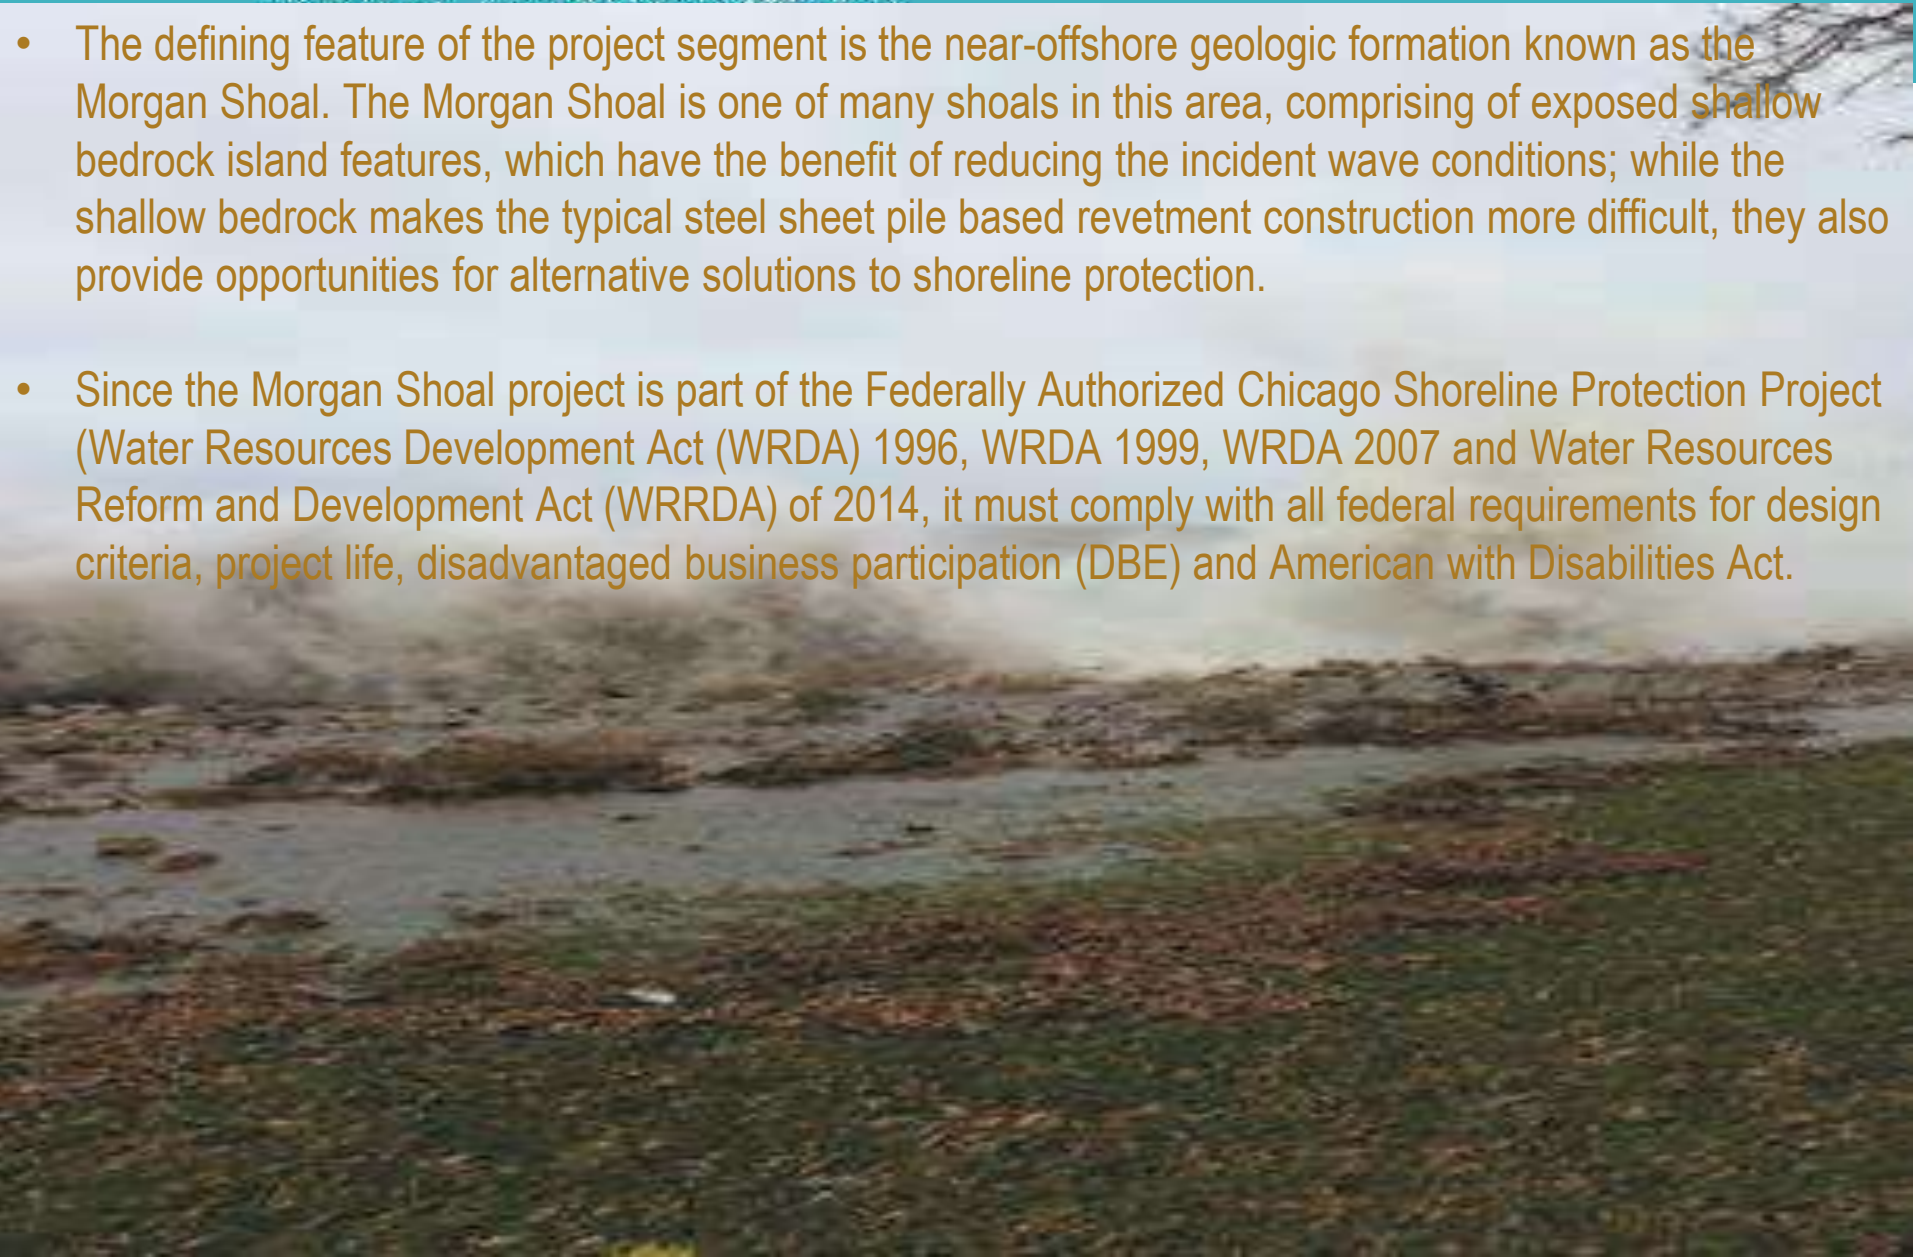 • The defining feature of the project segment is the near-offshore geologic formation known as the
Morgan Shoal. The Morgan Shoal is one of many shoals in this area, comprising of exposed shallow
bedrock island features, which have the benefit of reducing the incident wave conditions; while the
shallow bedrock makes the typical steel sheet pile based revetment construction more difficult, they also
provide opportunities for alternative solutions to shoreline protection.
• Since the Morgan Shoal project is part of the Federally Authorized Chicago Shoreline Protection Project
(Water Resources Development Act (WRDA) 1996, WRDA 1999, WRDA 2007 and Water Resources
Reform and Development Act (WRRDA) of 2014, it must comply with all federal requirements for design
criteria, project life, disadvantaged business participation (DBE) and American with Disabilities Act.